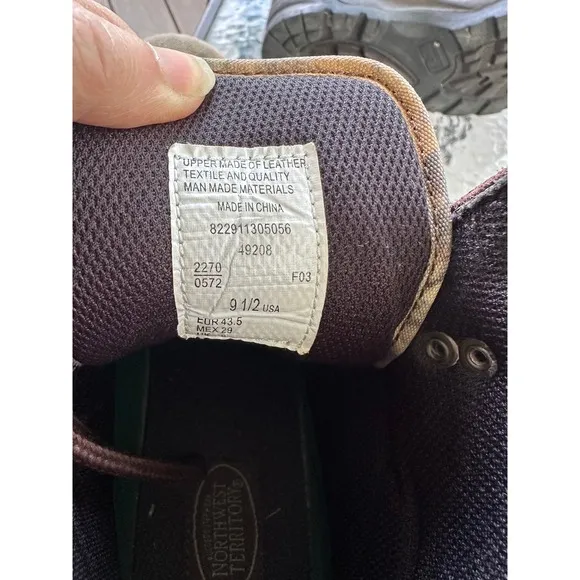 UPPER MADE OF LEATHER,
TEXTILE AND QUALITY
MAN MADE MATERIALS
MADE IN CHINA
822911305056
49208
2270
0572
F03
9 1/2 USA
EUR 43.5
MEX 29
NORTHWEST
TERRITORY